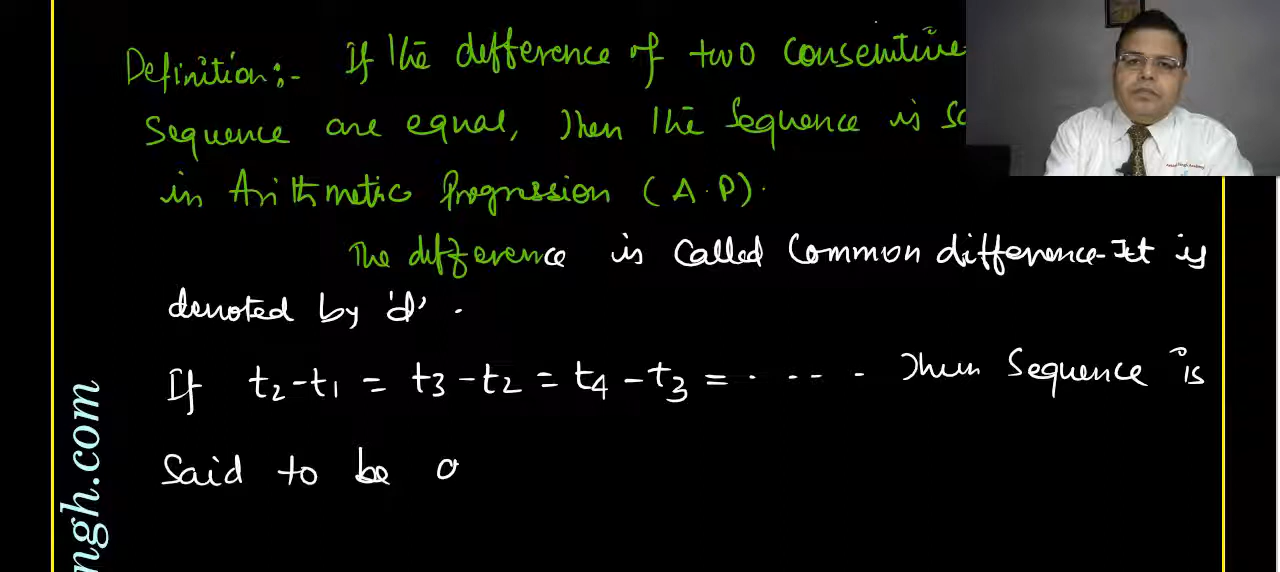 Definition:- If the difference of two consecutive
sequence are equal, Then the Sequence is sa
in Arithmetic Progression (A.P).
The difference is called Common difference. It is
denoted by 'd'.
If t2-t1 = t3-t2 = t4-t3 = ..... Then Sequence is
Said to be a
ngh.com